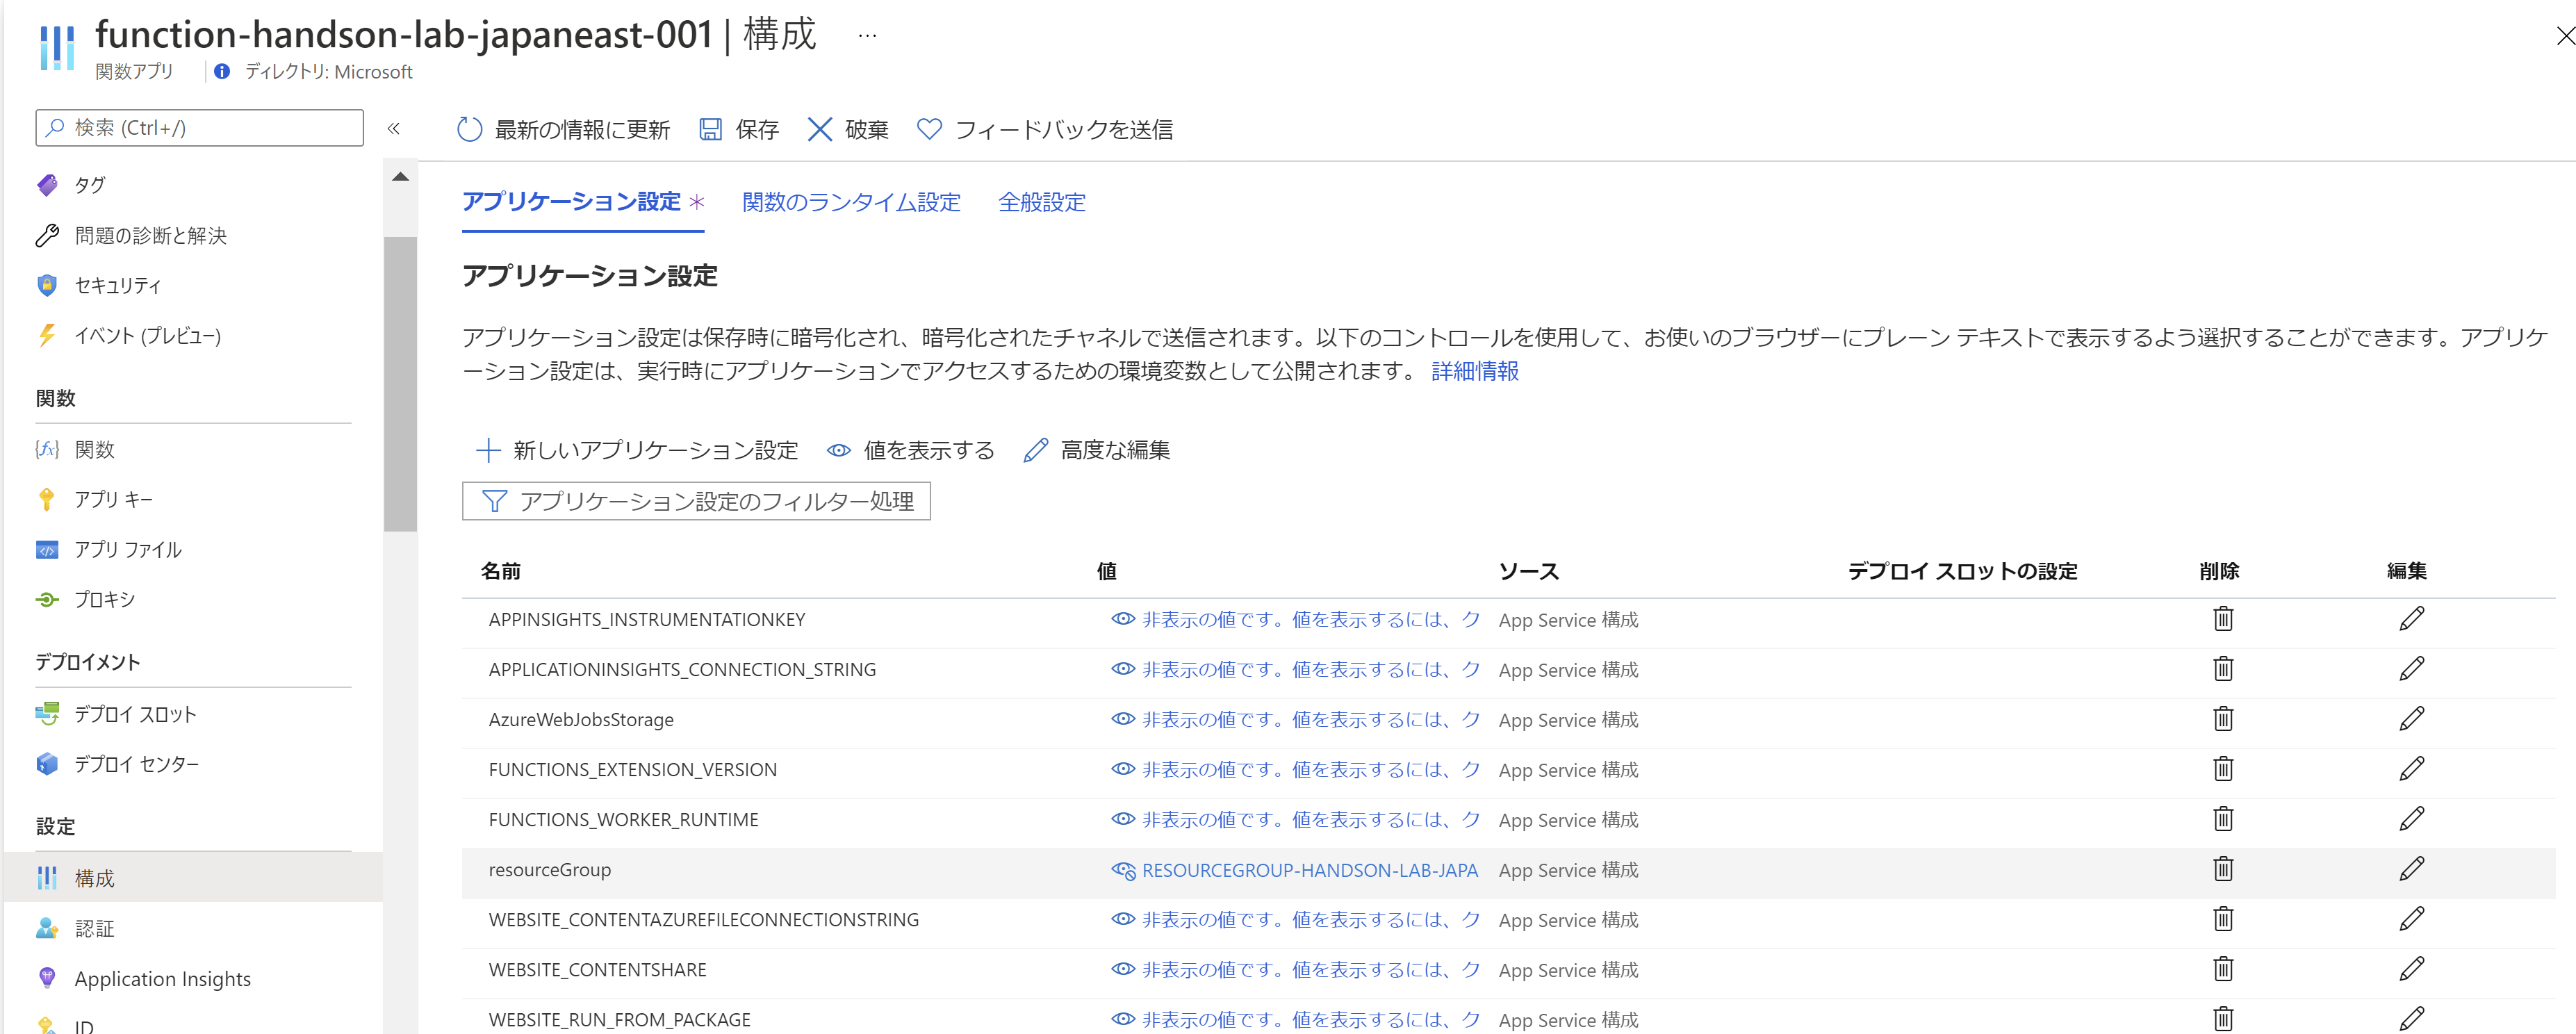 function-handson-lab-japaneast-001 | 構成 …
関数アプリ ディレクトリ: Microsoft
検索 (Ctrl+/)
«
タグ
問題の診断と解決
セキュリティ
イベント (プレビュー)
関数
関数
アプリ キー
アプリ ファイル
プロキシ
デプロイメント
デプロイ スロット
デプロイ センター
設定
構成
認証
Application Insights
ID
最新の情報に更新 保存 破棄 フィードバックを送信
アプリケーション設定 * 関数のランタイム設定 全般設定
アプリケーション設定
アプリケーション設定は保存時に暗号化され、暗号化されたチャネルで送信されます。以下のコントロールを使用して、お使いのブラウザーにプレーン テキストで表示するよう選択することができます。アプリケ
ーション設定は、実行時にアプリケーションでアクセスするための環境変数として公開されます。 詳細情報
新しいアプリケーション設定 値を表示する 高度な編集
アプリケーション設定のフィルター処理
名前 値 ソース デプロイ スロットの設定 削除 編集
APPINSIGHTS_INSTRUMENTATIONKEY 非表示の値です。値を表示するには、ク App Service 構成
APPLICATIONINSIGHTS_CONNECTION_STRING 非表示の値です。値を表示するには、ク App Service 構成
AzureWebJobsStorage 非表示の値です。値を表示するには、ク App Service 構成
FUNCTIONS_EXTENSION_VERSION 非表示の値です。値を表示するには、ク App Service 構成
FUNCTIONS_WORKER_RUNTIME 非表示の値です。値を表示するには、ク App Service 構成
resourceGroup RESOURCEGROUP-HANDSON-LAB-JAPA App Service 構成
WEBSITE_CONTENTAZUREFILECONNECTIONSTRING 非表示の値です。値を表示するには、ク App Service 構成
WEBSITE_CONTENTSHARE 非表示の値です。値を表示するには、ク App Service 構成
WEBSITE_RUN_FROM_PACKAGE 非表示の値です。値を表示するには、ク App Service 構成